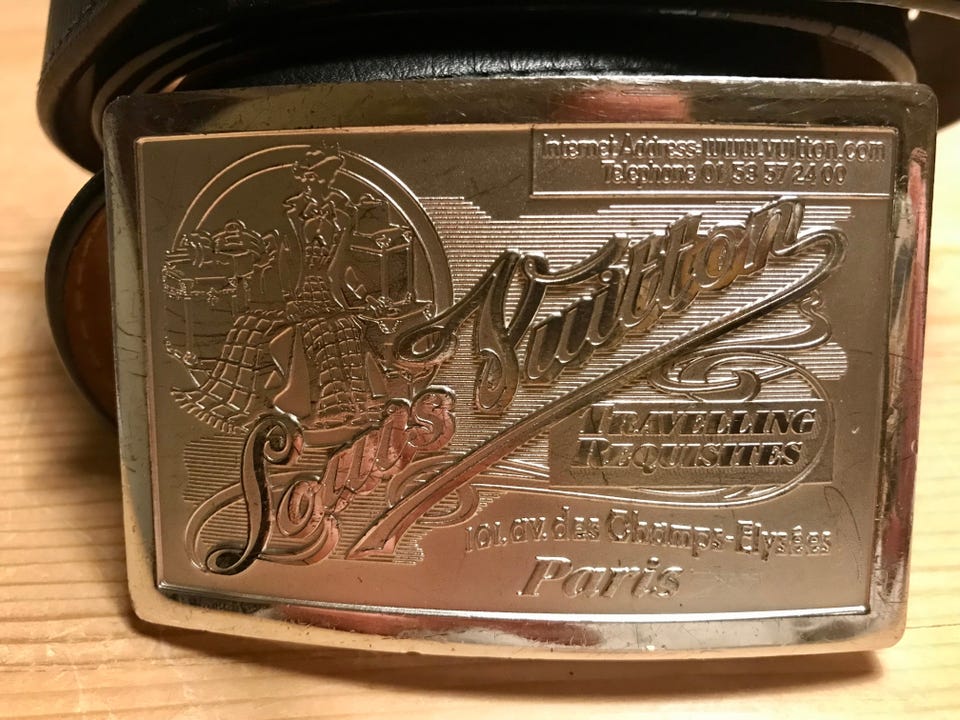 Internet Address-www.vuitton.com
Telephone 01 53 57 24 00
Louis Vuitton
TRAVELLING
REQUISITES
101, av. des Champs-Elysées
Paris